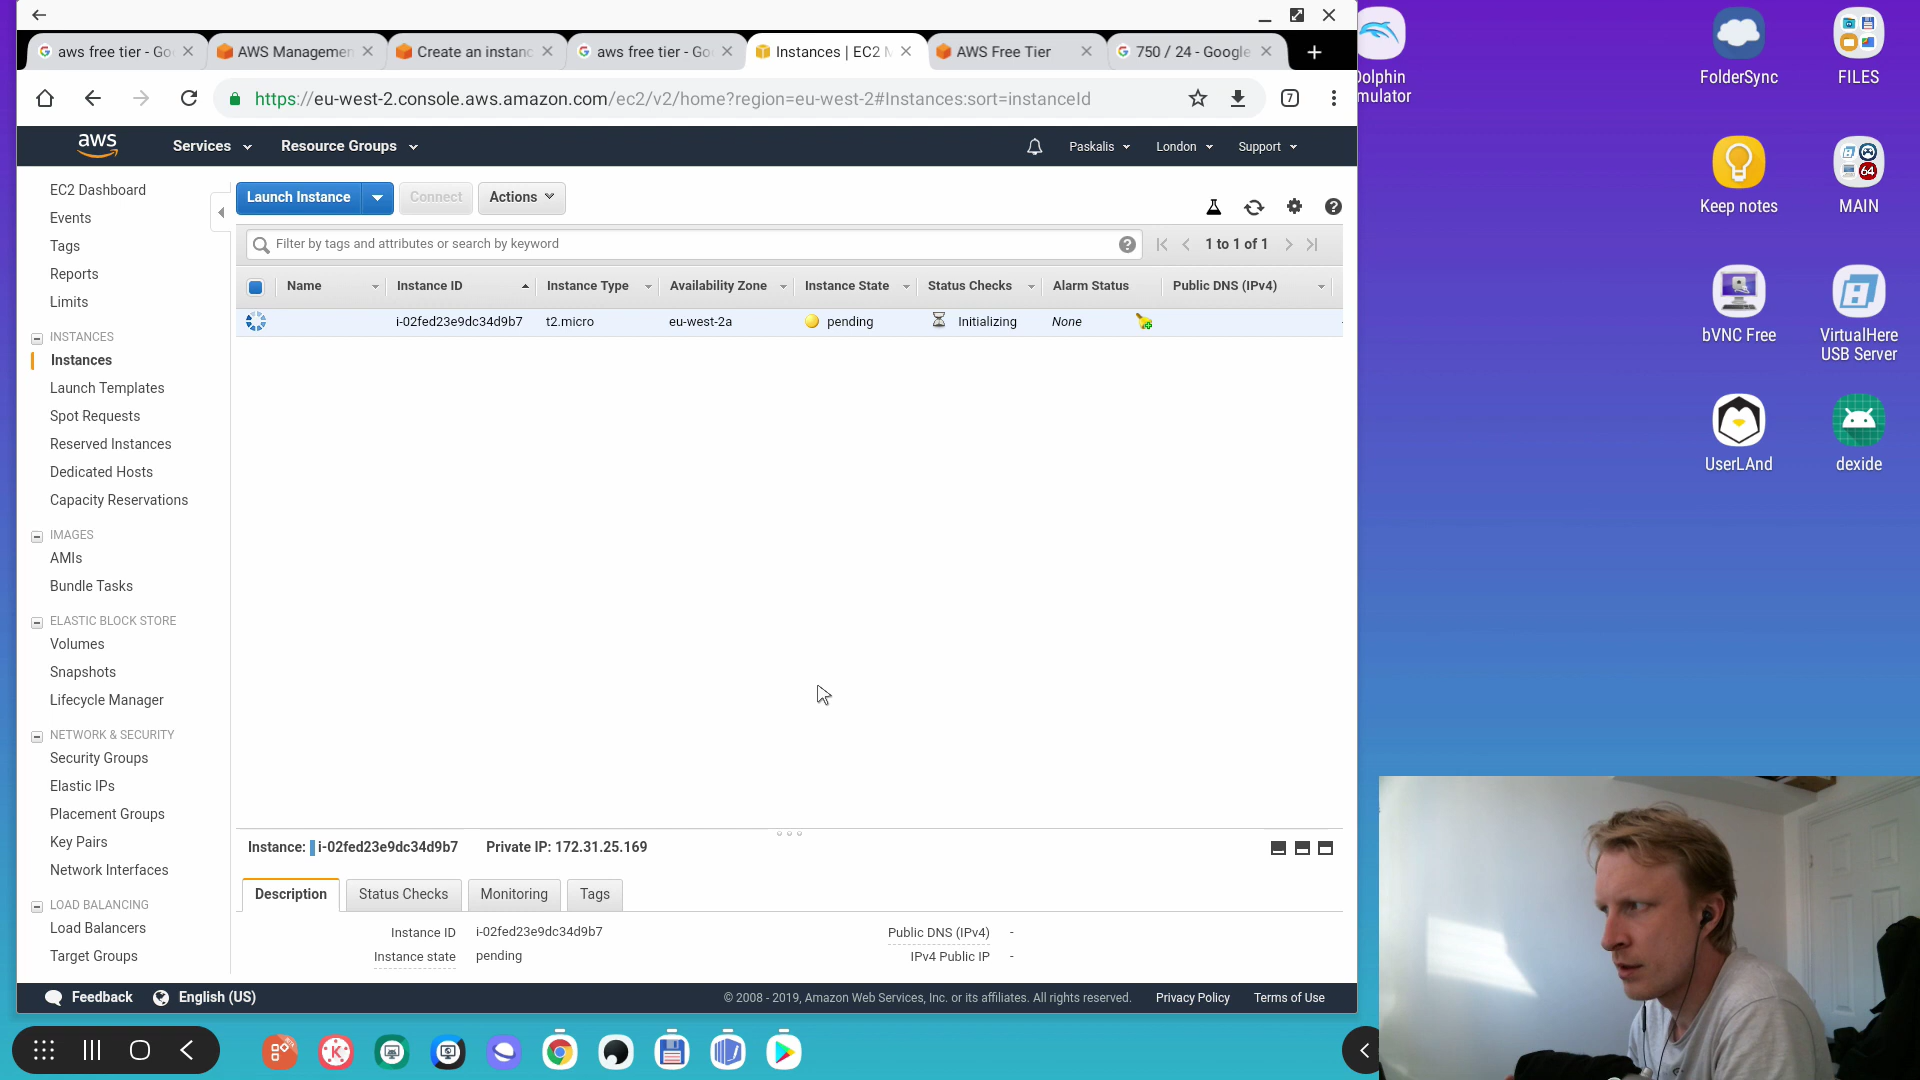 aws free tier - Go
AWS Managemen
Create an instanc
aws free tier - Go
Instances | EC2 M
AWS Free Tier
750 / 24 - Google
https://eu-west-2.console.aws.amazon.com/ec2/v2/home?region=eu-west-2#Instances:sort=instanceId
7
aws
Services
Resource Groups
Paskalis
London
Support
EC2 Dashboard
Events
Tags
Reports
Limits
INSTANCES
Instances
Launch Templates
Spot Requests
Reserved Instances
Dedicated Hosts
Capacity Reservations
IMAGES
AMIs
Bundle Tasks
ELASTIC BLOCK STORE
Volumes
Snapshots
Lifecycle Manager
NETWORK & SECURITY
Security Groups
Elastic IPs
Placement Groups
Key Pairs
Network Interfaces
LOAD BALANCING
Load Balancers
Target Groups
Launch Instance
Connect
Actions
Filter by tags and attributes or search by keyword
1 to 1 of 1
Name
Instance ID
Instance Type
Availability Zone
Instance State
Status Checks
Alarm Status
Public DNS (IPv4)
i-02fed23e9dc34d9b7
t2.micro
eu-west-2a
pending
Initializing
None
Instance: i-02fed23e9dc34d9b7 Private IP: 172.31.25.169
Description
Status Checks
Monitoring
Tags
Instance ID i-02fed23e9dc34d9b7
Public DNS (IPv4) -
Instance state pending
IPv4 Public IP -
Feedback
English (US)
© 2008 - 2019, Amazon Web Services, Inc. or its affiliates. All rights reserved.
Privacy Policy
Terms of Use
Dolphin
mulator
FolderSync
FILES
Keep notes
64
MAIN
bVNC Free
VirtualHere
USB Server
UserLAnd
dexide